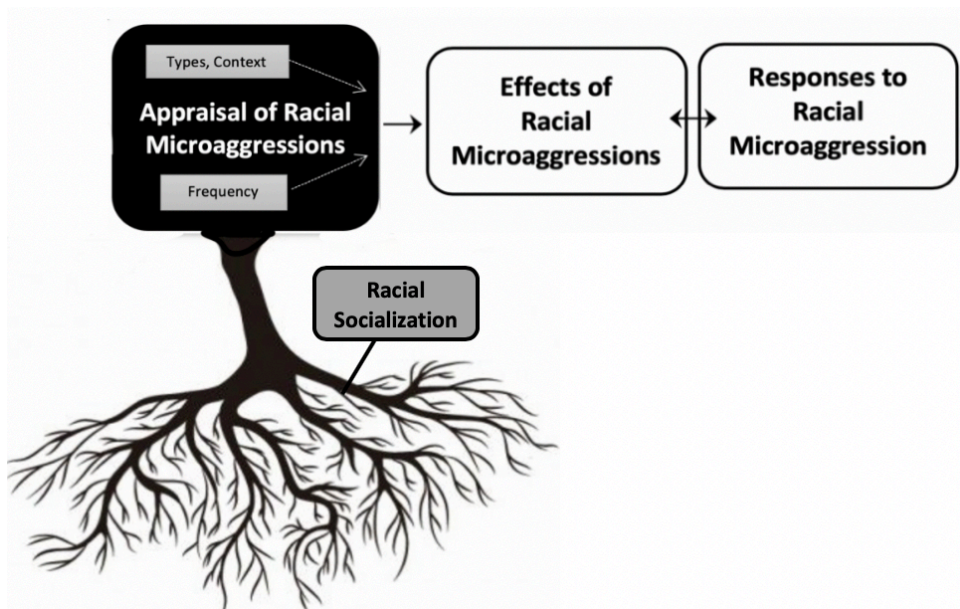 Types, Context
Appraisal of Racial
Microaggressions
Frequency
Effects of
Racial
Microaggressions
Responses to
Racial
Microaggression
Racial
Socialization